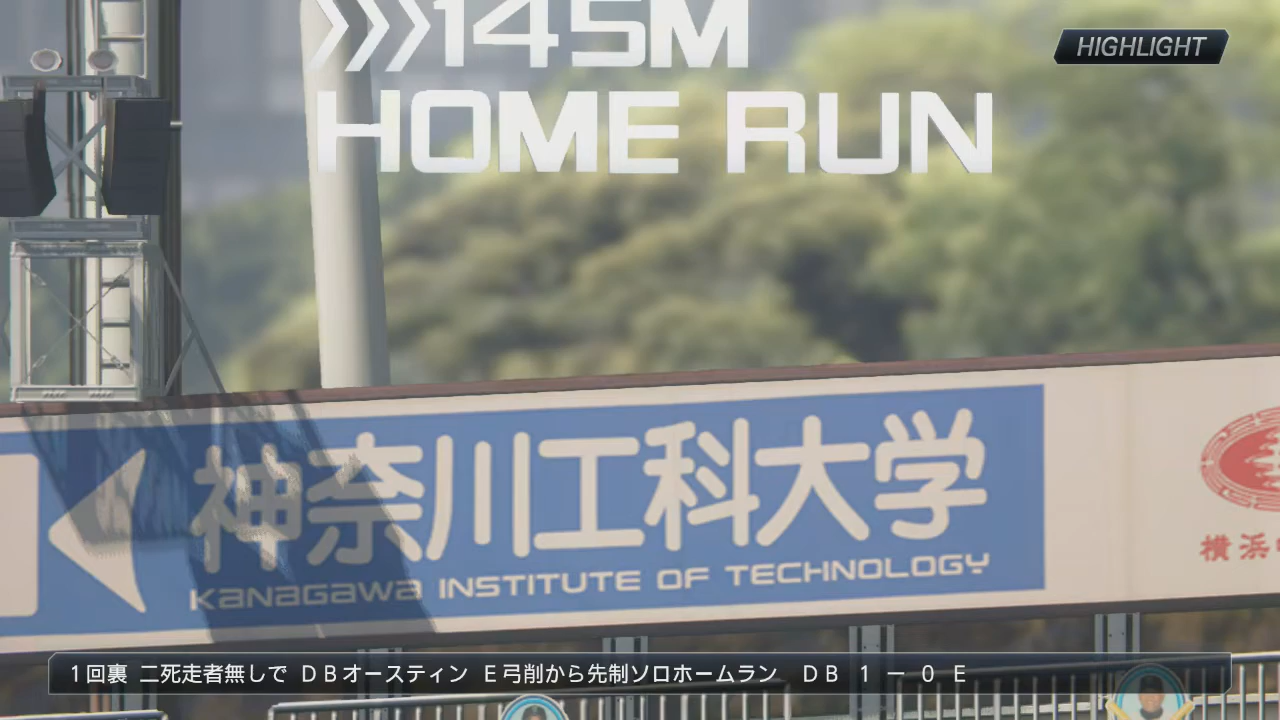 >>>145M
HIGHLIGHT
HOME RUN
神奈川工科大学
KANAGAWA INSTITUTE OF TECHNOLOGY
横浜
1回裏 二死走者無しで DBオースティン E弓削から先制ソロホームラン DB 1 － 0 E